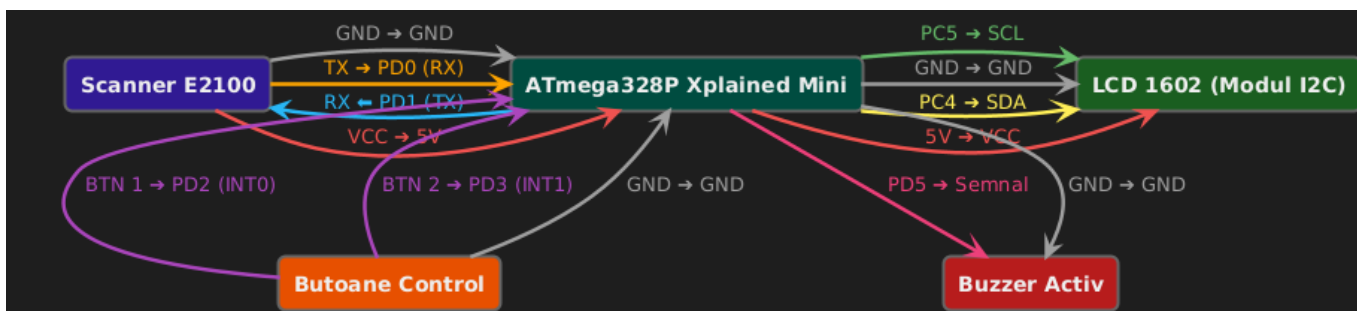 GND → GND
TX → PD0 (RX)
RX ⬅ PD1 (TX)
VCC → 5V
Scanner E2100
ATmega328P Xplained Mini
PC5 → SCL
GND → GND
PC4 → SDA
5V → VCC
LCD 1602 (Modul I2C)
BTN 1 → PD2 (INT0)
BTN 2 → PD3 (INT1)
GND → GND
PD5 → Semnal
GND → GND
Butoane Control
Buzzer Activ